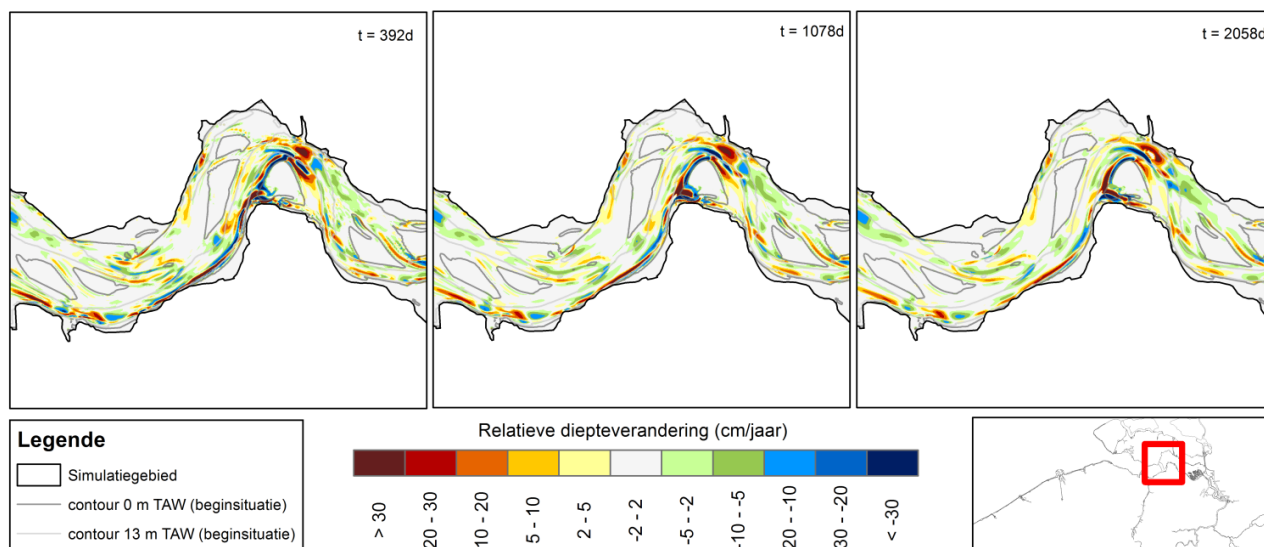 t = 392d
t = 1078d
t = 2058d
Legende
Simulatiegebied
contour 0 m TAW (beginsituatie)
contour 13 m TAW (beginsituatie)
Relatieve diepteverandering (cm/jaar)
> 30
20 - 30
10 - 20
5 - 10
2 - 5
-2 - 2
-5 - -2
-10 - -5
20 - -10
30 - -20
< -30